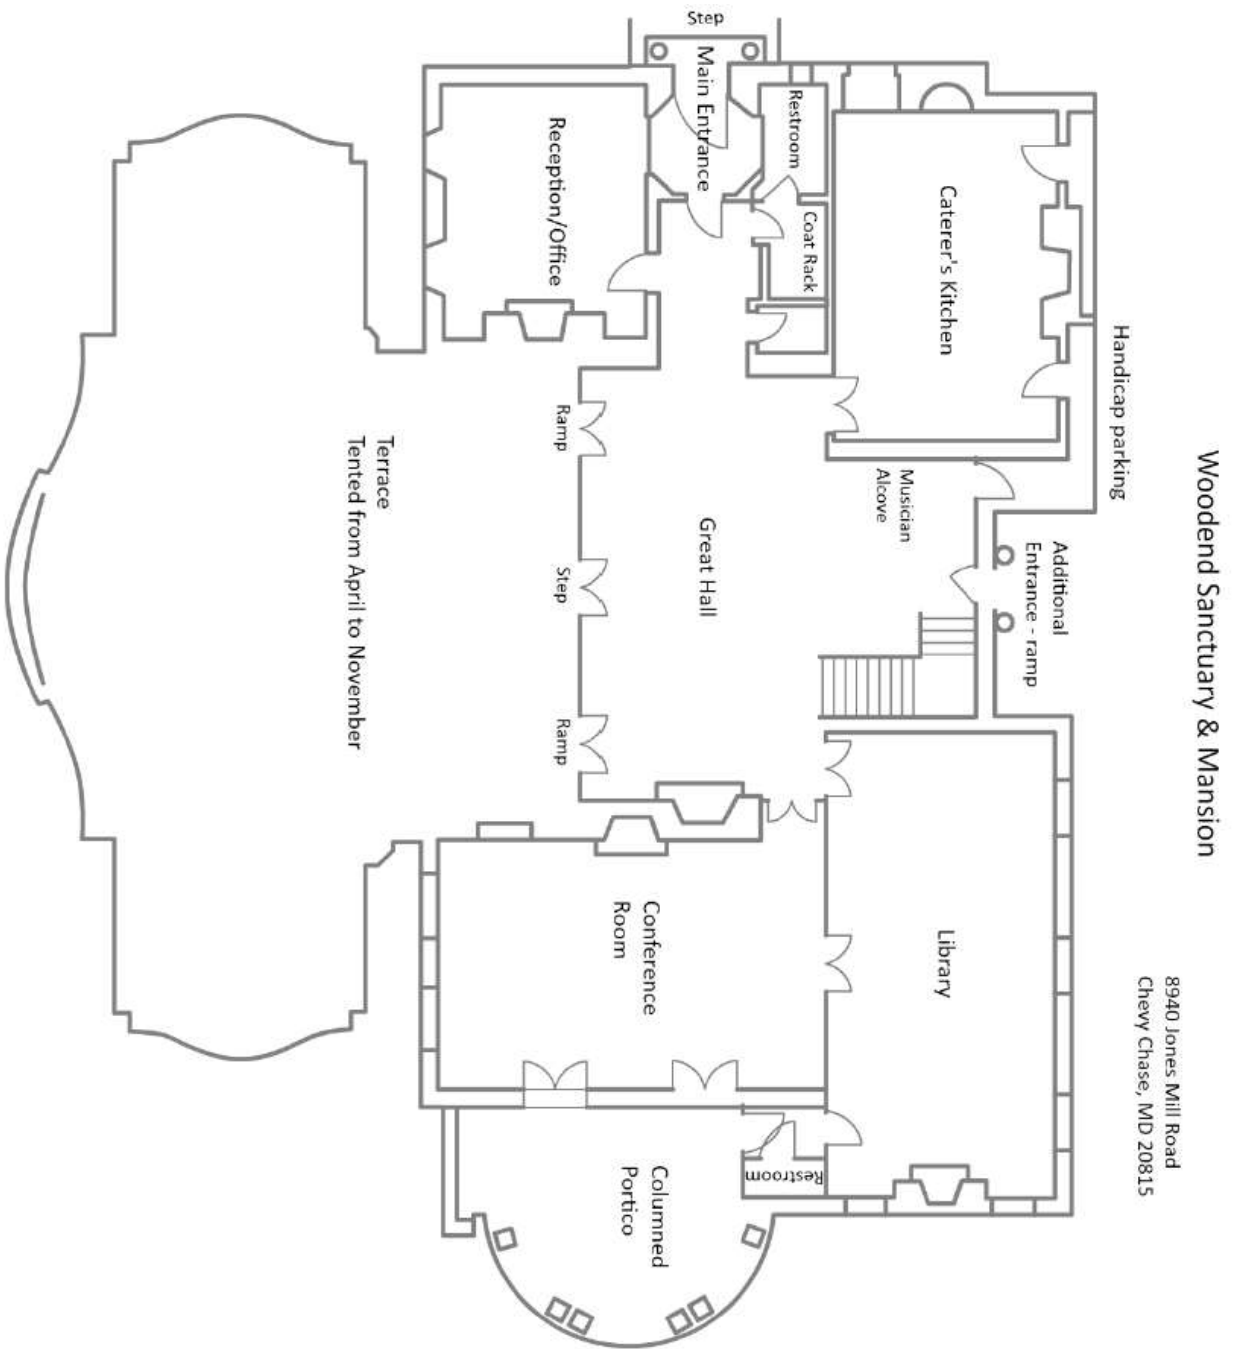 Woodend Sanctuary & Mansion
8940 Jones Mill Road
Chevy Chase, MD 20815
Handicap parking
Additional
Entrance - ramp
Caterer's Kitchen
Musician
Alcove
Library
Restroom
Coat Rack
Restroom
Step
Main Entrance
Great Hall
Conference
Room
Columned
Portico
Reception/Office
Ramp
Step
Ramp
Terrace
Tented from April to November